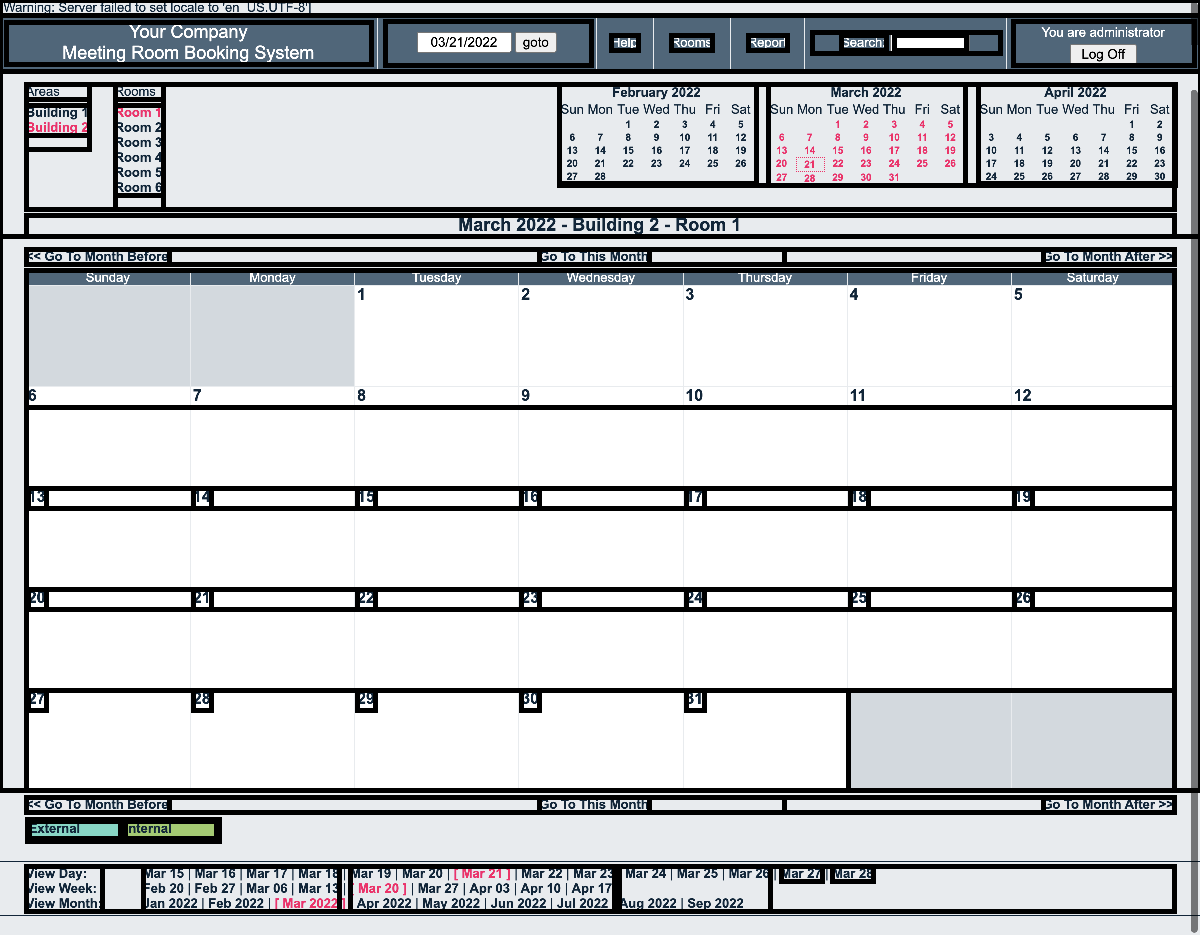 Warning: Server failed to set locale to 'en_US.UTF-8']
Your Company
Meeting Room Booking System
03/21/2022 goto
Help
Rooms
Report
Search:
You are administrator
Log Off
Areas
Building 1
Building 2
Rooms
Room 1
Room 2
Room 3
Room 4
Room 5
Room 6
February 2022
Sun Mon Tue Wed Thu Fri Sat
1 2 3 4 5
6 7 8 9 10 11 12
13 14 15 16 17 18 19
20 21 22 23 24 25 26
27 28
March 2022
Sun Mon Tue Wed Thu Fri Sat
1 2 3 4 5
6 7 8 9 10 11 12
13 14 15 16 17 18 19
20 21 22 23 24 25 26
27 28 29 30 31
April 2022
Sun Mon Tue Wed Thu Fri Sat
1 2
3 4 5 6 7 8 9
10 11 12 13 14 15 16
17 18 19 20 21 22 23
24 25 26 27 28 29 30
March 2022 - Building 2 - Room 1
<< Go To Month Before Go To This Month Go To Month After >>
Sunday Monday Tuesday Wednesday Thursday Friday Saturday
1 2 3 4 5
6 7 8 9 10 11 12
13 14 15 16 17 18 19
20 21 22 23 24 25 26
27 28 29 30 31
<< Go To Month Before Go To This Month Go To Month After >>
External Internal
View Day: Mar 15 | Mar 16 | Mar 17 | Mar 18 | Mar 19 | Mar 20 | [ Mar 21 ] | Mar 22 | Mar 23 | Mar 24 | Mar 25 | Mar 26 | Mar 27 | Mar 28
View Week: Feb 20 | Feb 27 | Mar 06 | Mar 13 | [ Mar 20 ] | Mar 27 | Apr 03 | Apr 10 | Apr 17
View Month: Jan 2022 | Feb 2022 | [ Mar 2022 ] | Apr 2022 | May 2022 | Jun 2022 | Jul 2022 | Aug 2022 | Sep 2022